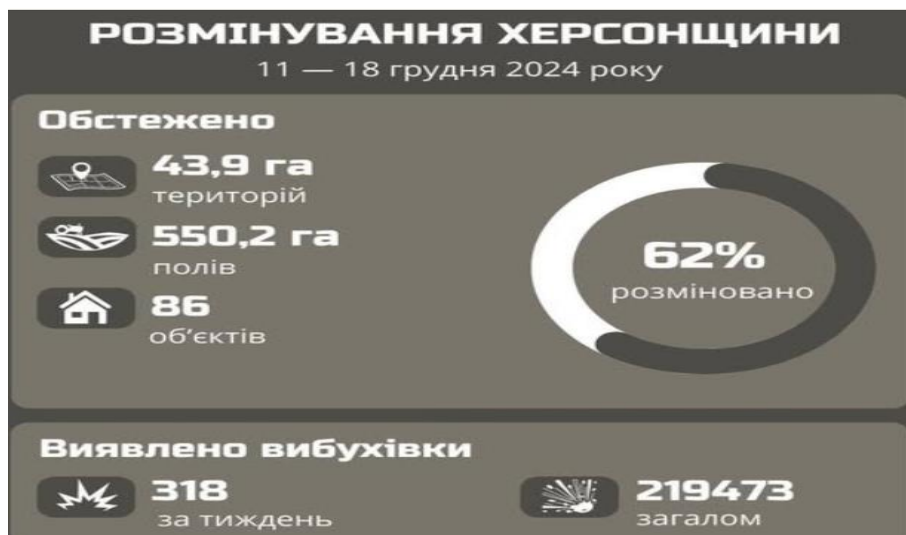 РОЗМІНУВАННЯ ХЕРСОНЩИНИ
11 — 18 грудня 2024 року
Обстежено
43,9 га
територій
550,2 га
полів
86
об'єктів
62%
розміновано
Виявлено вибухівки
318
за тиждень
219473
загалом